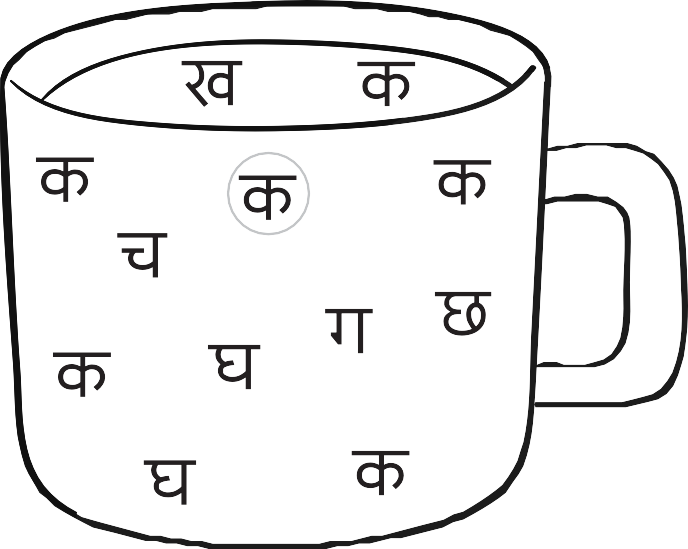 ख क
क क क
च
ग छ
क घ
घ क